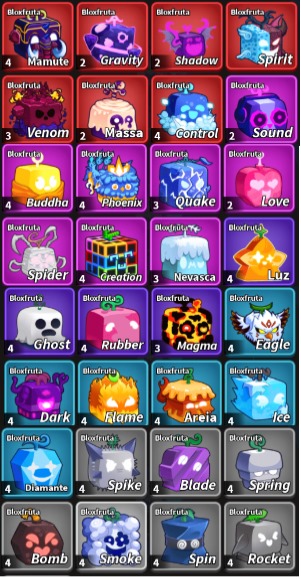 Bloxfruta Bloxfruta Bloxfruta Bloxfruta
4 Mamute 2 Gravity 2 Shadow Spirit
Bloxfruta Bloxfruta Bloxfruta Bloxfruta
3 Venom 2 Massa 4 Control 2 Sound
Bloxfruta Bloxfruta Bloxfruta Bloxfruta
4 Buddha 4 Phoenix 3 Quake 2 Love
Bloxfruta Bloxfruta Bloxfruta Bloxfruta
Spider 4 Creation 3 Nevasca 4 Luz
Bloxfruta Bloxfruta Bloxfruta Bloxfruta
4 Ghost 4 Rubber 3 Magma 4 Eagle
Bloxfruta Bloxfruta Bloxfruta Bloxfruta
4 Dark 4 Flame 4 Areia 4 Ice
Bloxfruta Bloxfruta Bloxfruta Bloxfruta
4 Diamante 4 Spike 4 Blade 4 Spring
Bloxfruta Bloxfruta Bloxfruta Bloxfruta
4 Bomb 4 Smoke 4 Spin 4 Rocket